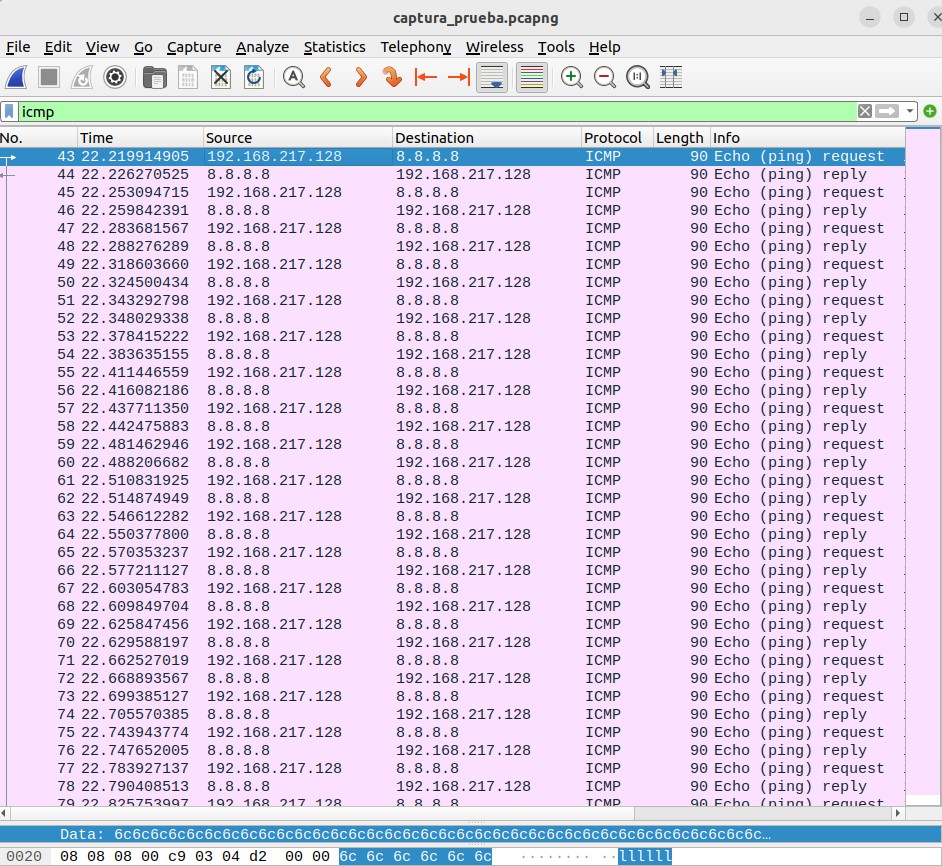 captura_prueba.pcapng
File Edit View Go Capture Analyze Statistics Telephony Wireless Tools Help
icmp
No. Time Source Destination Protocol Length Info
43 22.219914905 192.168.217.128 8.8.8.8 ICMP 90 Echo (ping) request
44 22.226270525 8.8.8.8 192.168.217.128 ICMP 90 Echo (ping) reply
45 22.253094715 192.168.217.128 8.8.8.8 ICMP 90 Echo (ping) request
46 22.259842391 8.8.8.8 192.168.217.128 ICMP 90 Echo (ping) reply
47 22.283681567 192.168.217.128 8.8.8.8 ICMP 90 Echo (ping) request
48 22.288276289 8.8.8.8 192.168.217.128 ICMP 90 Echo (ping) reply
49 22.318603660 192.168.217.128 8.8.8.8 ICMP 90 Echo (ping) request
50 22.324500434 8.8.8.8 192.168.217.128 ICMP 90 Echo (ping) reply
51 22.343292798 192.168.217.128 8.8.8.8 ICMP 90 Echo (ping) request
52 22.348029338 8.8.8.8 192.168.217.128 ICMP 90 Echo (ping) reply
53 22.378415222 192.168.217.128 8.8.8.8 ICMP 90 Echo (ping) request
54 22.383635155 8.8.8.8 192.168.217.128 ICMP 90 Echo (ping) reply
55 22.411446559 192.168.217.128 8.8.8.8 ICMP 90 Echo (ping) request
56 22.416082186 8.8.8.8 192.168.217.128 ICMP 90 Echo (ping) reply
57 22.437711350 192.168.217.128 8.8.8.8 ICMP 90 Echo (ping) request
58 22.442475883 8.8.8.8 192.168.217.128 ICMP 90 Echo (ping) reply
59 22.481462946 192.168.217.128 8.8.8.8 ICMP 90 Echo (ping) request
60 22.488206682 8.8.8.8 192.168.217.128 ICMP 90 Echo (ping) reply
61 22.510831925 192.168.217.128 8.8.8.8 ICMP 90 Echo (ping) request
62 22.514874949 8.8.8.8 192.168.217.128 ICMP 90 Echo (ping) reply
63 22.546612282 192.168.217.128 8.8.8.8 ICMP 90 Echo (ping) request
64 22.550377800 8.8.8.8 192.168.217.128 ICMP 90 Echo (ping) reply
65 22.570353237 192.168.217.128 8.8.8.8 ICMP 90 Echo (ping) request
66 22.577211127 8.8.8.8 192.168.217.128 ICMP 90 Echo (ping) reply
67 22.603054783 192.168.217.128 8.8.8.8 ICMP 90 Echo (ping) request
68 22.609849704 8.8.8.8 192.168.217.128 ICMP 90 Echo (ping) reply
69 22.625847456 192.168.217.128 8.8.8.8 ICMP 90 Echo (ping) request
70 22.629588197 8.8.8.8 192.168.217.128 ICMP 90 Echo (ping) reply
71 22.662527019 192.168.217.128 8.8.8.8 ICMP 90 Echo (ping) request
72 22.668893567 8.8.8.8 192.168.217.128 ICMP 90 Echo (ping) reply
73 22.699385127 192.168.217.128 8.8.8.8 ICMP 90 Echo (ping) request
74 22.705570385 8.8.8.8 192.168.217.128 ICMP 90 Echo (ping) reply
75 22.743943774 192.168.217.128 8.8.8.8 ICMP 90 Echo (ping) request
76 22.747652005 8.8.8.8 192.168.217.128 ICMP 90 Echo (ping) reply
77 22.783927137 192.168.217.128 8.8.8.8 ICMP 90 Echo (ping) request
78 22.790408513 8.8.8.8 192.168.217.128 ICMP 90 Echo (ping) reply
79 22.825753997 192.168.217.128 8.8.8.8 ICMP 90 Echo (ping) request
Data: 6c6c6c6c6c6c6c6c6c6c6c6c6c6c6c6c6c6c6c6c6c6c6c6c6c6c6c6c6c6c6c6c6c6c6c6c…
0020 08 08 08 00 c9 03 04 d2 00 00 6c 6c 6c 6c 6c 6c ········ ··llllll